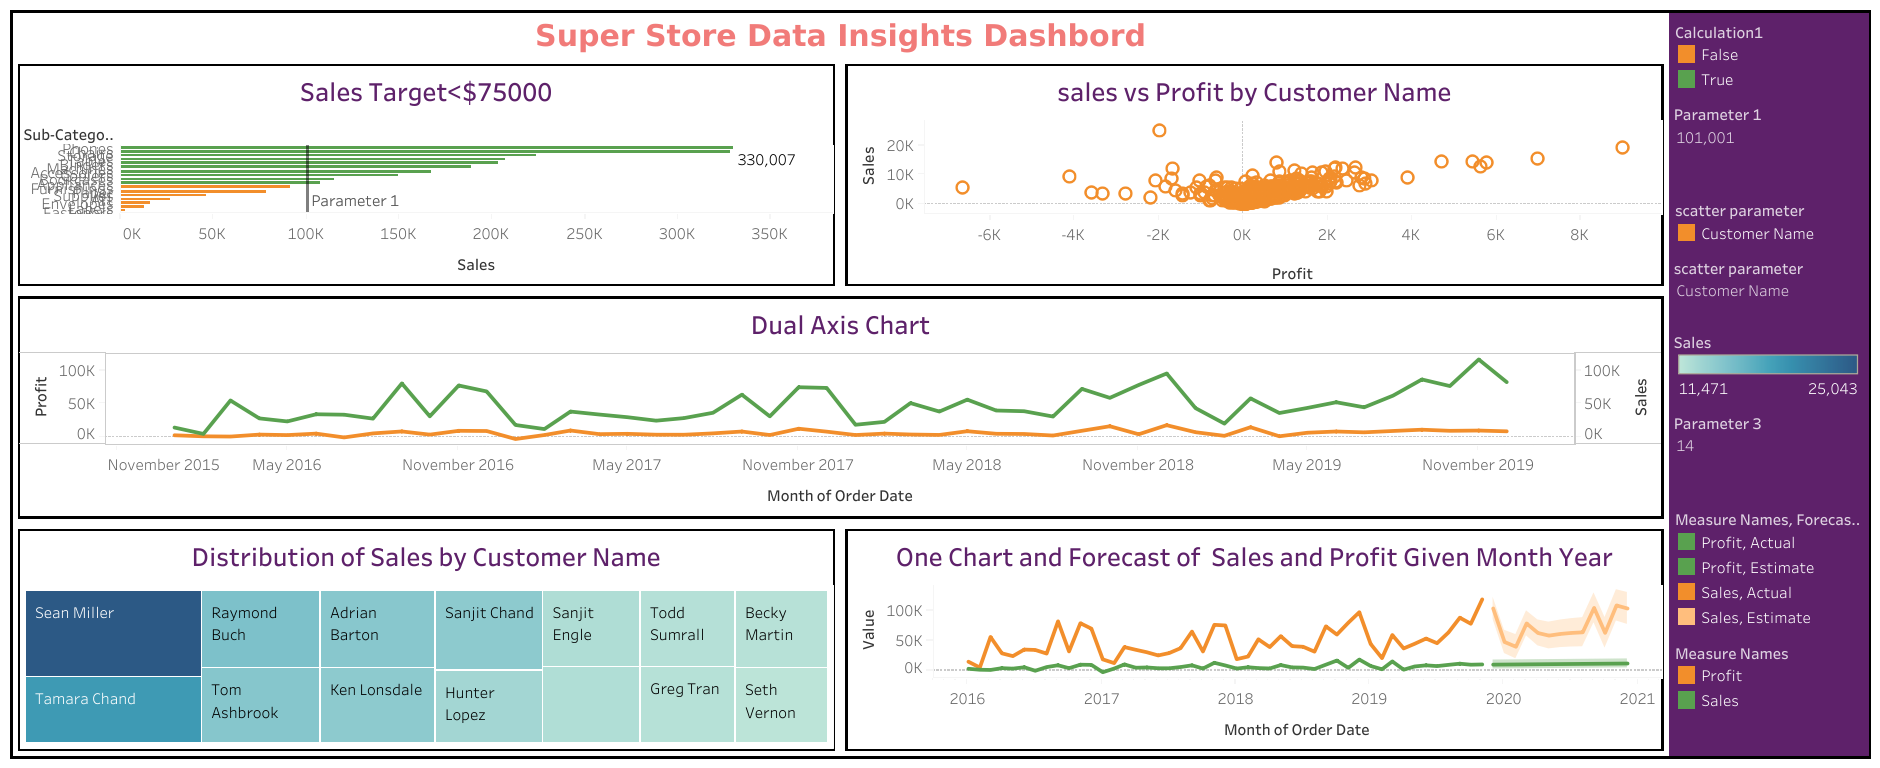 Super Store Data Insights Dashbord
Sales Target<$75000
Sub-Catego..
Phones
Chairs
Storage
Machines
Appliances
Furnishings
Supplies
Envelopes
330,007
Parameter 1
0K
50K
100K
150K
200K
250K
300K
350K
Sales
sales vs Profit by Customer Name
Sales
20K
10K
0K
-6K
-4K
-2K
0K
2K
4K
6K
8K
Profit
Dual Axis Chart
Profit
100K
50K
0K
100K
50K
0K
Sales
November 2015
May 2016
November 2016
May 2017
November 2017
May 2018
November 2018
May 2019
November 2019
Month of Order Date
Distribution of Sales by Customer Name
Sean Miller
Tamara Chand
Raymond
Buch
Tom
Ashbrook
Adrian
Barton
Ken Lonsdale
Sanjit Chand
Hunter
Lopez
Sanjit
Engle
Todd
Sumrall
Greg Tran
Becky
Martin
Seth
Vernon
One Chart and Forecast of  Sales and Profit Given Month Year
Value
100K
50K
0K
2016
2017
2018
2019
2020
2021
Month of Order Date
Calculation1
False
True
Parameter 1
101,001
scatter parameter
Customer Name
scatter parameter
Customer Name
Sales
11,471
25,043
Parameter 3
14
Measure Names, Forecas..
Profit, Actual
Profit, Estimate
Sales, Actual
Sales, Estimate
Measure Names
Profit
Sales